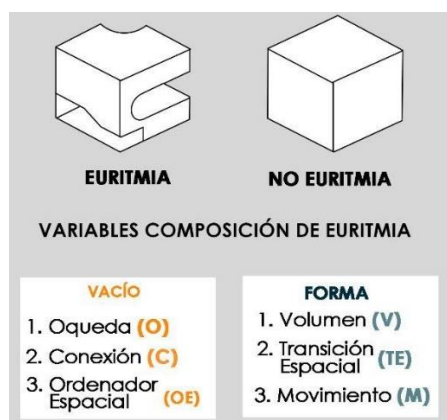 EURITMIA
NO EURITMIA
VARIABLES COMPOSICIÓN DE EURITMIA
VACÍO
1. Oqueda (O)
2. Conexión (C)
3. Ordenador
Espacial (OE)
FORMA
1. Volumen (V)
2. Transición
Espacial (TE)
3. Movimiento (M)